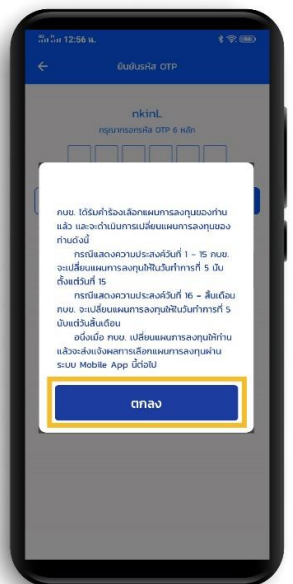 12:56 น.
ยืนยันรหัส OTP
กรุณากรอกรหัส OTP 6 หลัก
กบข. ได้รับคำร้องเลือกแผนการลงทุนของท่าน
แล้ว และจะดำเนินการเปลี่ยนแผนการลงทุนของ
ท่านดังนี้
กรณีแสดงความประสงค์วันที่ 1 - 15 กบข.
จะเปลี่ยนแผนการลงทุนให้ในวันทำการที่ 5 นับ
ตั้งแต่วันที่ 15
กรณีแสดงความประสงค์วันที่ 16 - สิ้นเดือน
กบข. จะเปลี่ยนแผนการลงทุนให้ในวันทำการที่ 5
นับแต่วันสิ้นเดือน
อนึ่งเมื่อ กบข. เปลี่ยนแผนการลงทุนให้ท่าน
แล้วจะส่งแจ้งผลการเลือกแผนการลงทุนผ่าน
ระบบ Mobile App นี้ต่อไป
ตกลง